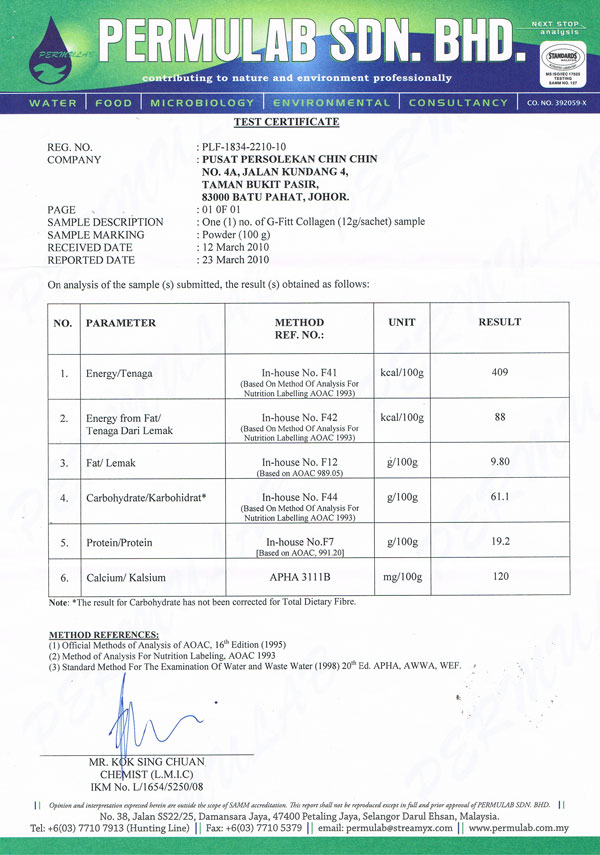 PERMULAB
PERMULAB SDN. BHD.
NEXT STOP
analysis
contributing to nature and environment professionally
STANDARDS
MALAYSIA
MS ISO/IEC 17025
TESTING
SAMM NO. 127
WATER | FOOD | MICROBIOLOGY | ENVIRONMENTAL | CONSULTANCY | CO. NO. 392059-X
TEST CERTIFICATE
REG. NO. : PLF-1834-2210-10
COMPANY : PUSAT PERSOLEKAN CHIN CHIN
NO. 4A, JALAN KUNDANG 4,
TAMAN BUKIT PASIR,
83000 BATU PAHAT, JOHOR.
PAGE : 01 0F 01
SAMPLE DESCRIPTION : One (1) no. of G-Fitt Collagen (12g/sachet) sample
SAMPLE MARKING : Powder (100 g)
RECEIVED DATE : 12 March 2010
REPORTED DATE : 23 March 2010
On analysis of the sample (s) submitted, the result (s) obtained as follows:
NO. PARAMETER METHOD UNIT RESULT
REF. NO.:
1. Energy/Tenaga In-house No. F41 kcal/100g 409
(Based On Method Of Analysis For
Nutrition Labelling AOAC 1993)
2. Energy from Fat/ In-house No. F42 kcal/100g 88
Tenaga Dari Lemak (Based On Method Of Analysis For
Nutrition Labelling AOAC 1993)
3. Fat/ Lemak In-house No. F12 g/100g 9.80
(Based on AOAC 989.05)
4. Carbohydrate/Karbohidrat* In-house No. F44 g/100g 61.1
(Based On Method Of Analysis For
Nutrition Labelling AOAC 1993)
5. Protein/Protein In-house No.F7 g/100g 19.2
[Based on AOAC, 991.20]
6. Calcium/ Kalsium APHA 3111B mg/100g 120
Note: *The result for Carbohydrate has not been corrected for Total Dietary Fibre.
METHOD REFERENCES:
(1) Official Methods of Analysis of AOAC, 16th Edition (1995)
(2) Method of Analysis For Nutrition Labeling, AOAC 1993
(3) Standard Method For The Examination Of Water and Waste Water (1998) 20th Ed. APHA, AWWA, WEF.
MR. KOK SING CHUAN
CHEMIST (L.M.I.C)
IKM No. L/1654/5250/08
|| Opinion and interpretation expressed herein are outside the scope of SAMM accreditation. This report shall not be reproduced except in full and prior approval of PERMULAB SDN. BHD. ||
No. 38, Jalan SS22/25, Damansara Jaya, 47400 Petaling Jaya, Selangor Darul Ehsan, Malaysia.
Tel: +6(03) 7710 7913 (Hunting Line) || Fax: +6(03) 7710 5379 || email: permulab@streamyx.com || www.permulab.com.my